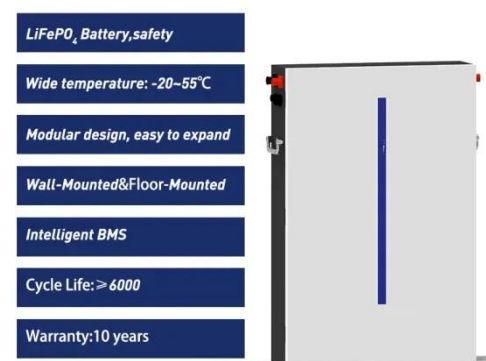 LiFePO₄ Battery,safety
Wide temperature: -20~55℃
Modular design, easy to expand
Wall-Mounted&Floor-Mounted
Intelligent BMS
Cycle Life:≥6000
Warranty:10 years